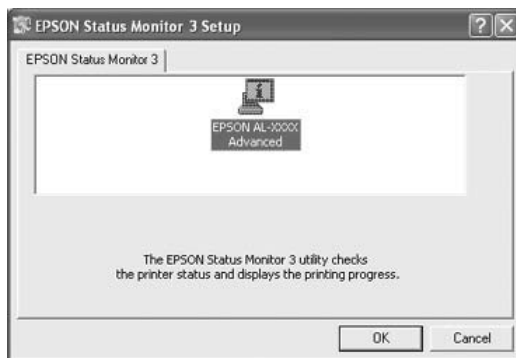 EPSON Status Monitor 3 Setup
EPSON Status Monitor 3
EPSON AL-XXXX
Advanced
The EPSON Status Monitor 3 utility checks
the printer status and displays the printing progress.
OK
Cancel